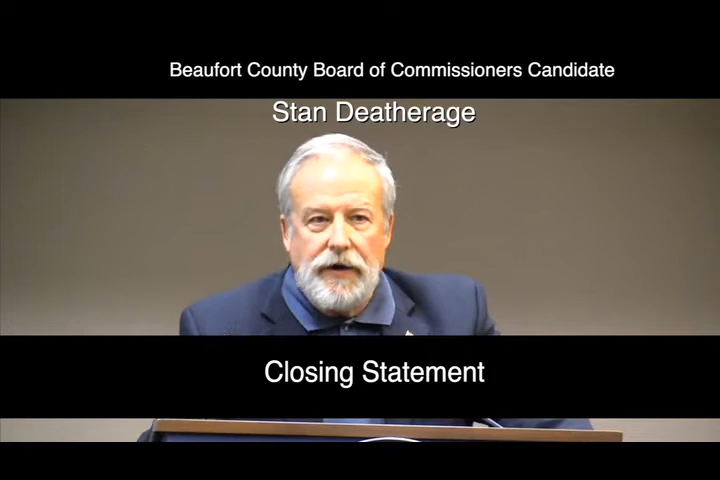 Beaufort County Board of Commissioners Candidate
Stan Deatherage
Closing Statement